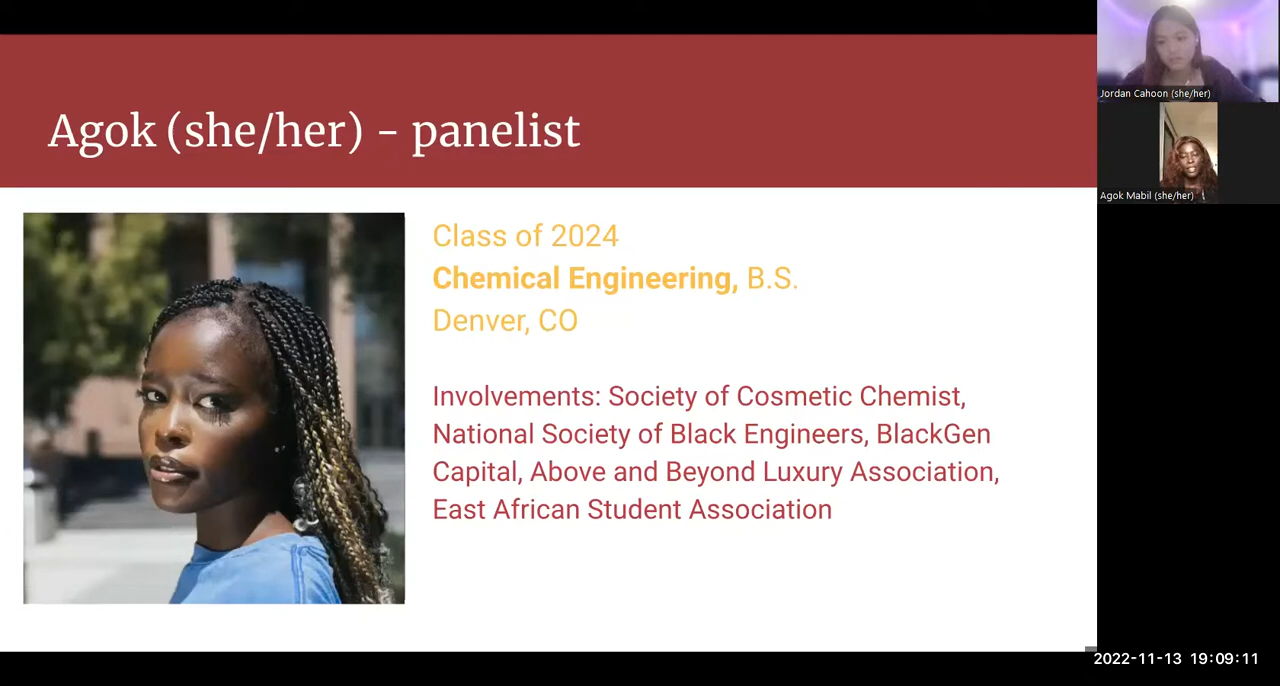 Agok (she/her) - panelist
Class of 2024
Chemical Engineering, B.S.
Denver, CO
Involvements: Society of Cosmetic Chemist,
National Society of Black Engineers, BlackGen
Capital, Above and Beyond Luxury Association,
East African Student Association
Jordan Cahoon (she/her)
Agok Mabil (she/her)
2022-11-13 19:09:11